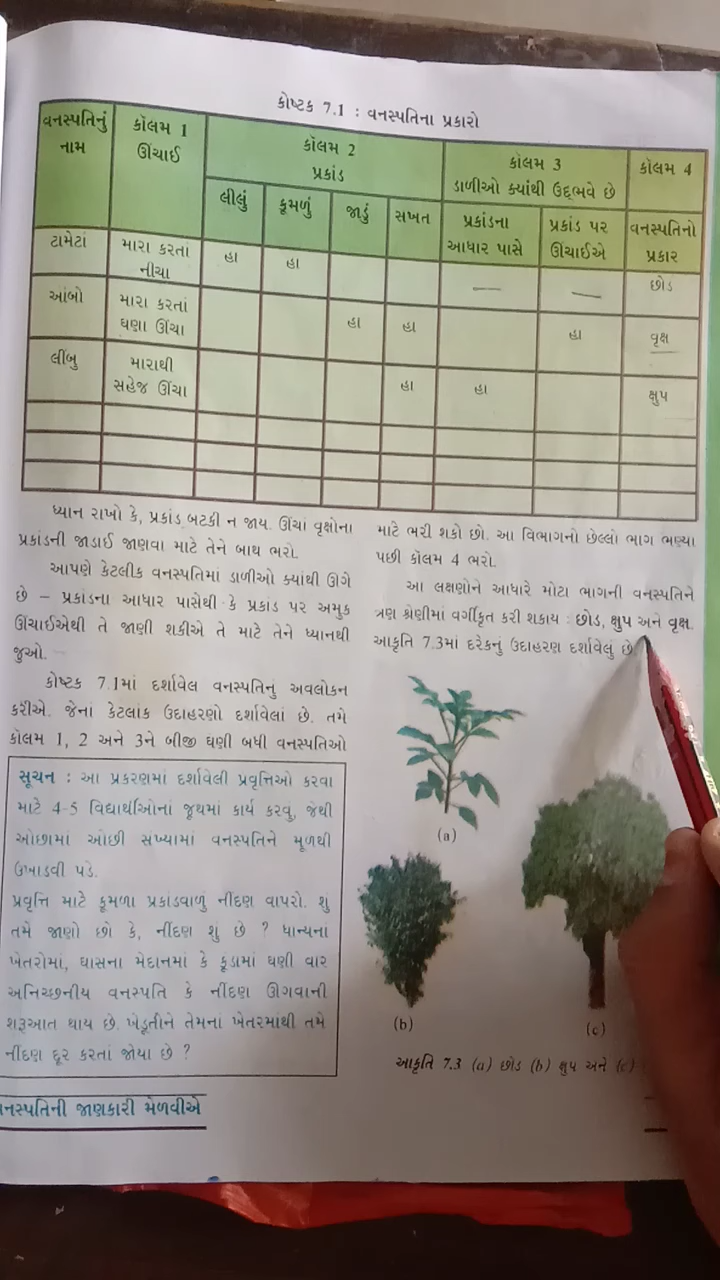 કોષ્ટક 7.1 : વનસ્પતિના પ્રકારો
વનસ્પતિનું નામ કૉલમ 1 ઊંચાઈ કૉલમ 2 પ્રકાંડ કૉલમ 3 ડાળીઓ ક્યાંથી ઉદ્ભવે છે કૉલમ 4
લીલું કૂમળું જાડું સખત પ્રકાંડના આધાર પાસે પ્રકાંડ પર ઊંચાઈએ વનસ્પતિનો પ્રકાર
ટામેટાં મારા કરતા નીચા હા હા — — છોડ
આંબો મારા કરતાં ઘણા ઊંચા હા હા હા વૃક્ષ
લીંબુ મારાથી સહેજ ઊંચા હા હા ક્ષુપ
ધ્યાન રાખો કે, પ્રકાંડ બટકી ન જાય. ઊંચાં વૃક્ષોના
પ્રકાંડની જાડાઈ જાણવા માટે તેને બાથ ભરો.
આપણે કેટલીક વનસ્પતિમાં ડાળીઓ ક્યાંથી ઊગે
છે – પ્રકાંડના આધાર પાસેથી કે પ્રકાંડ પર અમુક
ઊંચાઈએથી તે જાણી શકીએ તે માટે તેને ધ્યાનથી
જુઓ.
કોષ્ટક 7.1માં દર્શાવેલ વનસ્પતિનું અવલોકન
કરીએ. જેનાં કેટલાંક ઉદાહરણો દર્શાવેલાં છે. તમે
કૉલમ 1, 2 અને 3ને બીજી ઘણી બધી વનસ્પતિઓ
સૂચન : આ પ્રકરણમાં દર્શાવેલી પ્રવૃત્તિઓ કરવા
માટે 4-5 વિદ્યાર્થીઓનાં જૂથમાં કાર્ય કરવું, જેથી
ઓછામાં ઓછી સંખ્યામાં વનસ્પતિને મૂળથી
ઉખાડવી પડે.
પ્રવૃત્તિ માટે કૂમળા પ્રકાંડવાળું નીંદણ વાપરો. શું
તમે જાણો છો કે, નીંદણ શું છે ? ધાન્યના
ખેતરોમાં, ઘાસના મેદાનમાં કે કૂડામાં ઘણી વાર
અનિચ્છનીય વનસ્પતિ કે નીંદણ ઊગવાની
શરૂઆત થાય છે. ખેડૂતીને તેમનાં ખેતરમાંથી તમે
નીંદણ દૂર કરતાં જોયા છે ?
માટે ભરી શકો છો. આ વિભાગનો છેલ્લો ભાગ ભણ્યા
પછી કૉલમ 4 ભરો.
આ લક્ષણોને આધારે મોટા ભાગની વનસ્પતિને
ત્રણ શ્રેણીમાં વર્ગીકૃત કરી શકાય : છોડ, ક્ષુપ અને વૃક્ષ.
આકૃતિ 7.3માં દરેકનું ઉદાહરણ દર્શાવેલું છે
(a)
(b)
(c)
આકૃતિ 7.3 (a) છોડ (b) ક્ષુપ અને (c)
નસ્પતિની જાણકારી મેળવીએ